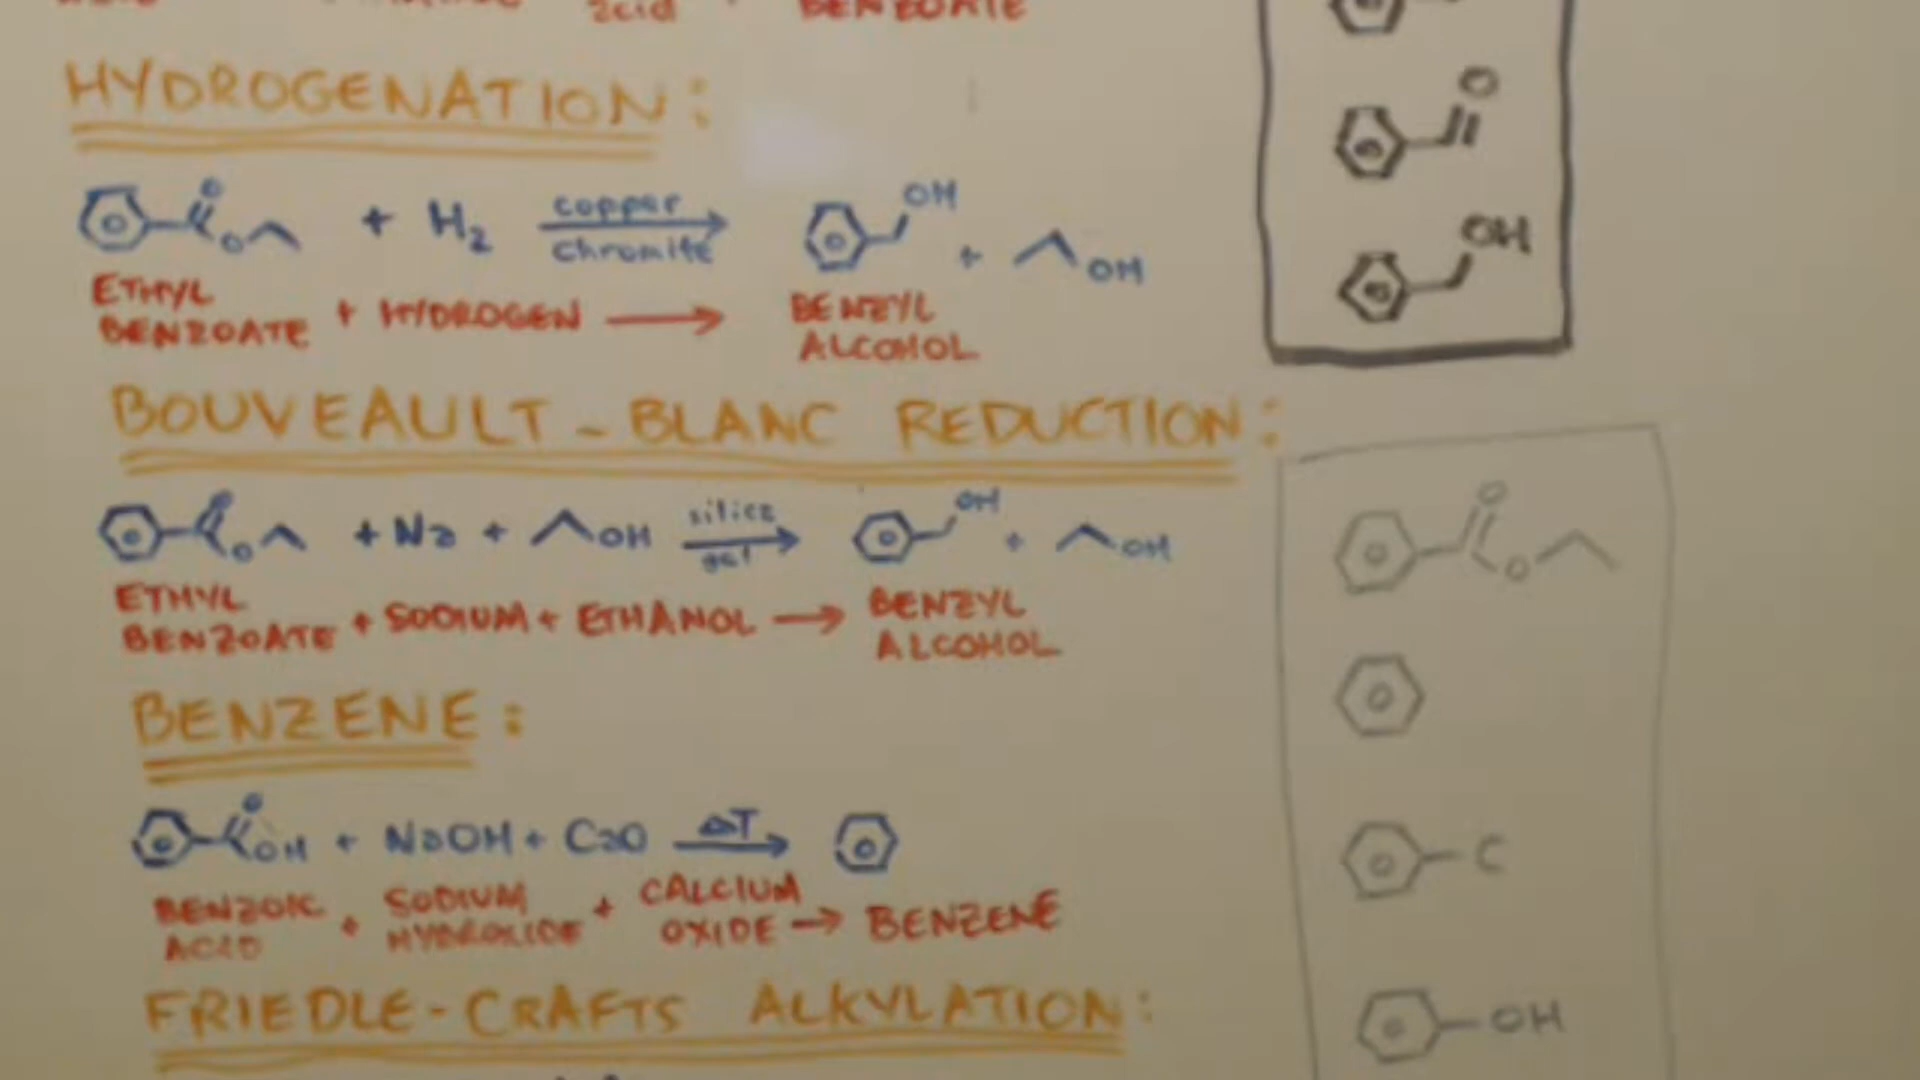 acid BENZOATE
HYDROGENATION:
O
O + H2 copper chromite OH + OH
ETHYL BENZOATE + HYDROGEN → BENZYL ALCOHOL
O
OH
BOUVEAULT-BLANC REDUCTION:
O
O + Na + OH silica gel OH + OH
ETHYL BENZOATE + SODIUM + ETHANOL → BENZYL ALCOHOL
O
O
BENZENE:
O
OH + NaOH + CaO ΔT
C
BENZOIC ACID + SODIUM HYDROXIDE + CALCIUM OXIDE → BENZENE
FRIEDLE-CRAFTS ALKYLATION:
OH